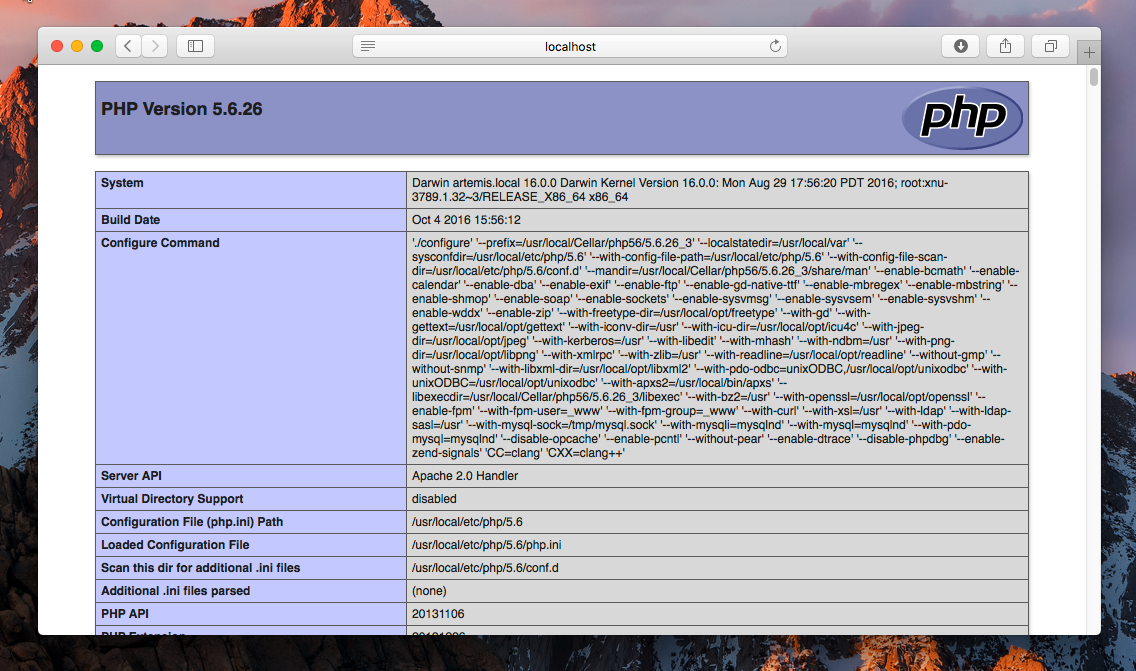 localhost
PHP Version 5.6.26
php
System
Darwin artemis.local 16.0.0 Darwin Kernel Version 16.0.0: Mon Aug 29 17:56:20 PDT 2016; root:xnu-
3789.1.32~3/RELEASE_X86_64 x86_64
Build Date
Oct 4 2016 15:56:12
Configure Command
'./configure' '--prefix=/usr/local/Cellar/php56/5.6.26_3' '--localstatedir=/usr/local/var' '--
sysconfdir=/usr/local/etc/php/5.6' '--with-config-file-path=/usr/local/etc/php/5.6' '--with-config-file-scan-
dir=/usr/local/etc/php/5.6/conf.d' '--mandir=/usr/local/Cellar/php56/5.6.26_3/share/man' '--enable-bcmath' '--enable-
calendar' '--enable-dba' '--enable-exif' '--enable-ftp' '--enable-gd-native-ttf' '--enable-mbregex' '--enable-mbstring' '--
enable-shmop' '--enable-soap' '--enable-sockets' '--enable-sysvmsg' '--enable-sysvsem' '--enable-sysvshm' '--
enable-wddx' '--enable-zip' '--with-freetype-dir=/usr/local/opt/freetype' '--with-gd' '--with-
gettext=/usr/local/opt/gettext' '--with-iconv-dir=/usr' '--with-icu-dir=/usr/local/opt/icu4c' '--with-jpeg-
dir=/usr/local/opt/jpeg' '--with-kerberos=/usr' '--with-libedit' '--with-mhash' '--with-ndbm=/usr' '--with-png-
dir=/usr/local/opt/libpng' '--with-xmlrpc' '--with-zlib=/usr' '--with-readline=/usr/local/opt/readline' '--without-gmp' '--
without-snmp' '--with-libxml-dir=/usr/local/opt/libxml2' '--with-pdo-odbc=unixODBC,/usr/local/opt/unixodbc' '--with-
unixODBC=/usr/local/opt/unixodbc' '--with-apxs2=/usr/local/bin/apxs' '--
libexecdir=/usr/local/Cellar/php56/5.6.26_3/libexec' '--with-bz2=/usr' '--with-openssl=/usr/local/opt/openssl' '--
enable-fpm' '--with-fpm-user=_www' '--with-fpm-group=_www' '--with-curl' '--with-xsl=/usr' '--with-ldap' '--with-ldap-
sasl=/usr' '--with-mysql-sock=/tmp/mysql.sock' '--with-mysqli=mysqlnd' '--with-mysql=mysqlnd' '--with-pdo-
mysql=mysqlnd' '--disable-opcache' '--enable-pcntl' '--without-pear' '--enable-dtrace' '--disable-phpdbg' '--enable-
zend-signals' 'CC=clang' 'CXX=clang++'
Server API
Apache 2.0 Handler
Virtual Directory Support
disabled
Configuration File (php.ini) Path
/usr/local/etc/php/5.6
Loaded Configuration File
/usr/local/etc/php/5.6/php.ini
Scan this dir for additional .ini files
/usr/local/etc/php/5.6/conf.d
Additional .ini files parsed
(none)
PHP API
20131106
PHP Extension